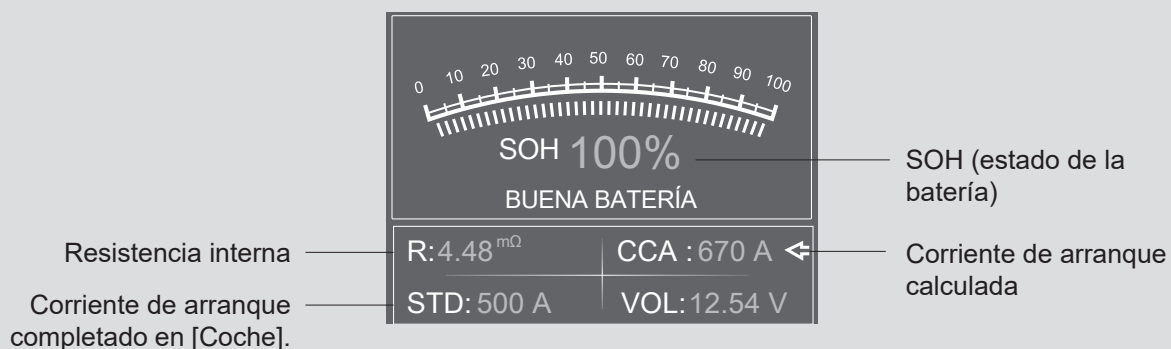 0 10 20 30 40 50 60 70 80 90 100
SOH 100%
BUENA BATERÍA
SOH (estado de la
batería)
Resistencia interna
R:4.48 mΩ
CCA : 670 A
Corriente de arranque
calculada
Corriente de arranque
completado en [Coche].
STD: 500 A
VOL:12.54 V